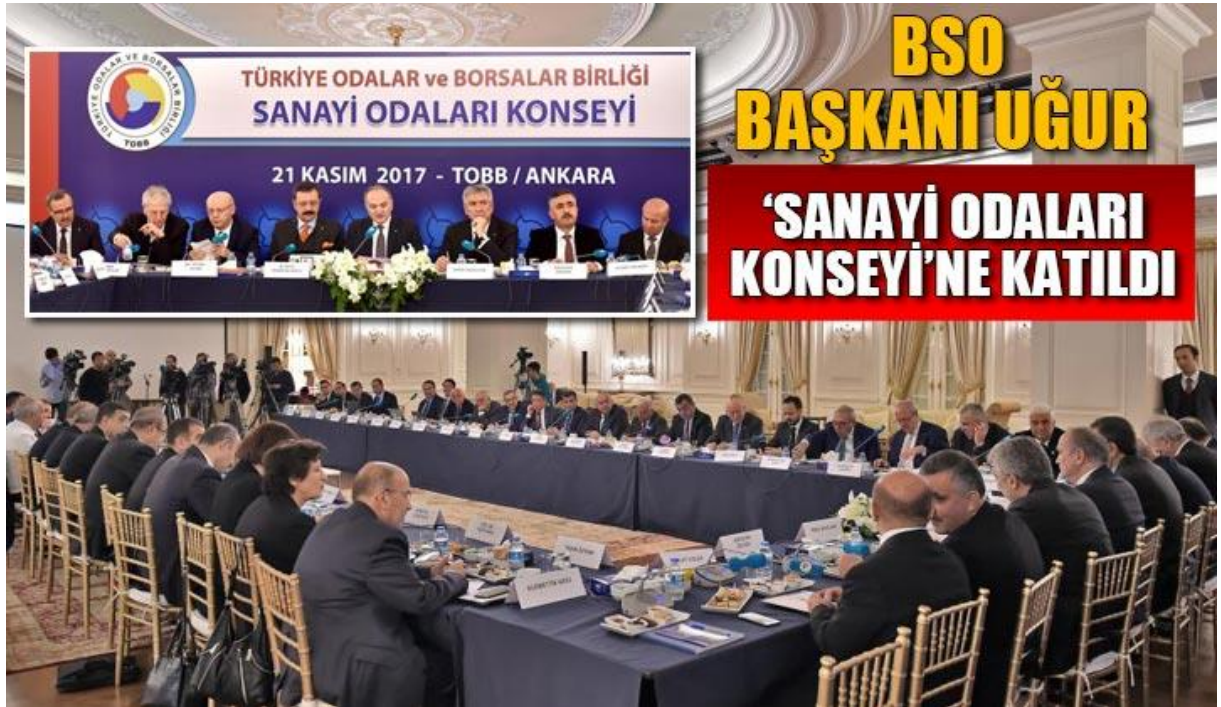 BSO
BAŞKANI UĞUR
‘SANAYİ ODALARI
KONSEYİ’NE KATILDI
TÜRKİYE ODALAR VE BORSALAR BİRLİĞİ
TOBB
TÜRKİYE ODALAR ve BORSALAR BİRLİĞİ
SANAYİ ODALARI KONSEYİ
21 KASIM 2017 - TOBB / ANKARA